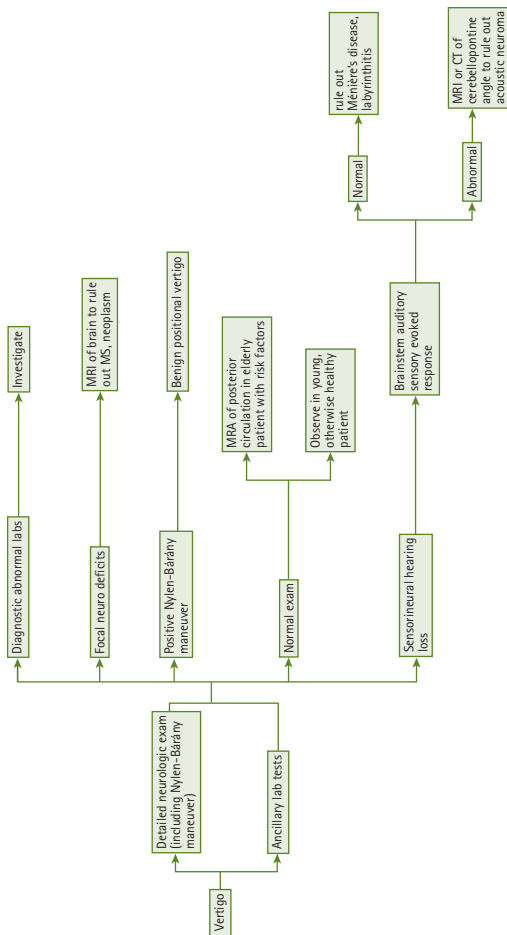 Vertigo
Detailed neurologic exam
(including Nylen-Bárány
maneuver)
Ancillary lab tests
Diagnostic abnormal labs
Investigate
Focal neuro deficits
MRI of brain to rule
out MS, neoplasm
Positive Nylen-Bárány
maneuver
Benign positional vertigo
Normal exam
MRA of posterior
circulation in elderly
patient with risk factors
Observe in young,
otherwise healthy
patient
Sensorineural hearing
loss
Brainstem auditory
sensory evoked
response
Normal
rule out
Ménière's disease,
labyrinthitis
Abnormal
MRI or CT of
cerebellopontine
angle to rule out
acoustic neuroma